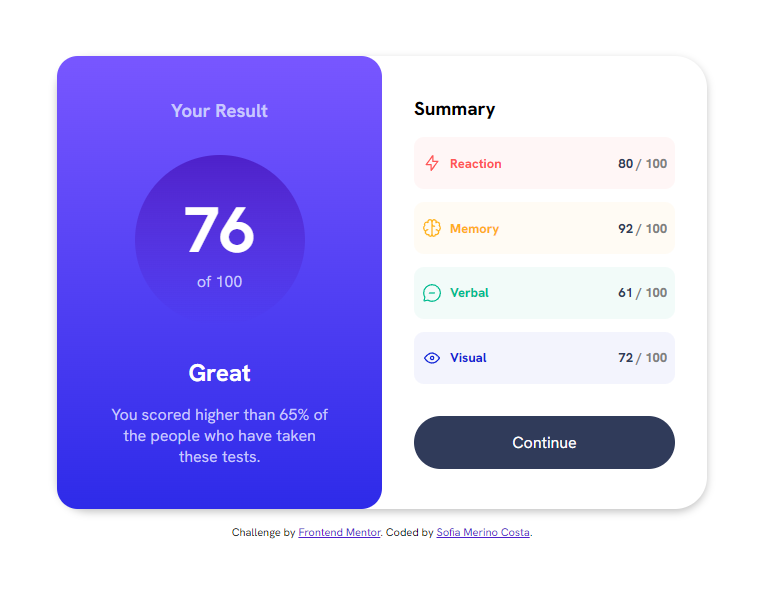 Your Result
76
of 100
Great
You scored higher than 65% of
the people who have taken
these tests.
Summary
Reaction 80 / 100
Memory 92 / 100
Verbal 61 / 100
Visual 72 / 100
Continue
Challenge by Frontend Mentor. Coded by Sofia Merino Costa.